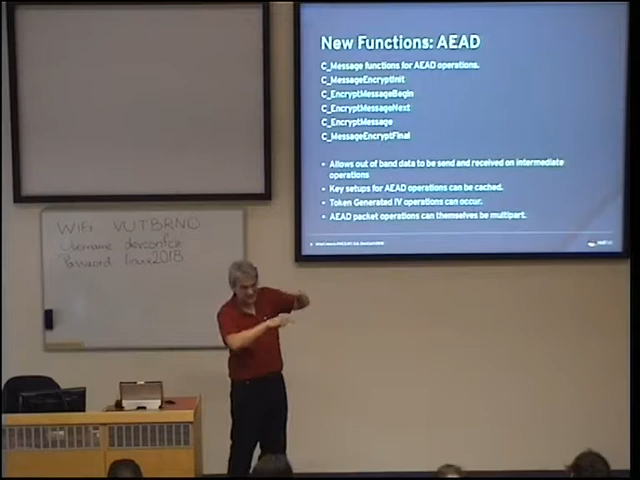 New Functions: AEAD
C_Message functions for AEAD operations.
C_MessageEncryptInit
C_EncryptMessageBegin
C_EncryptMessageNext
C_EncryptMessage
C_MessageEncryptFinal
• Allows out of band data to be send and received on intermediate
operations
• Key setups for AEAD operations can be cached.
• Token Generated IV operations can occur.
• AEAD packet operations can themselves be multipart.
WiFi VUTBRNO
Username devconfcz
Password linux2018